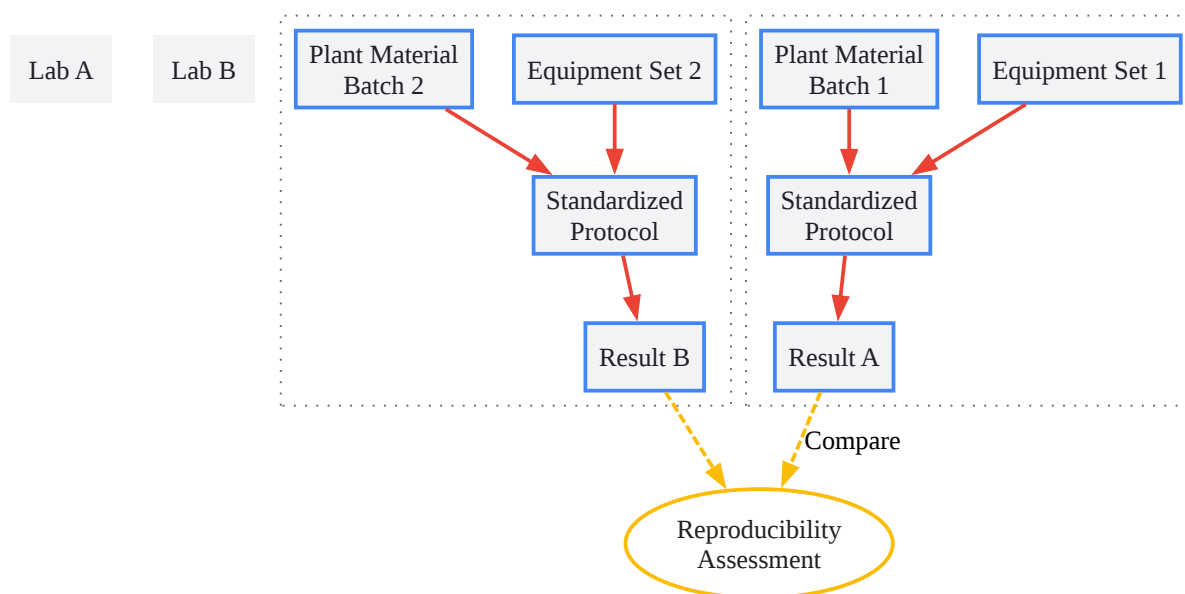 Lab A
Lab B
Plant Material
Batch 2
Equipment Set 2
Plant Material
Batch 1
Equipment Set 1
Standardized
Protocol
Standardized
Protocol
Result B
Result A
Compare
Reproducibility
Assessment